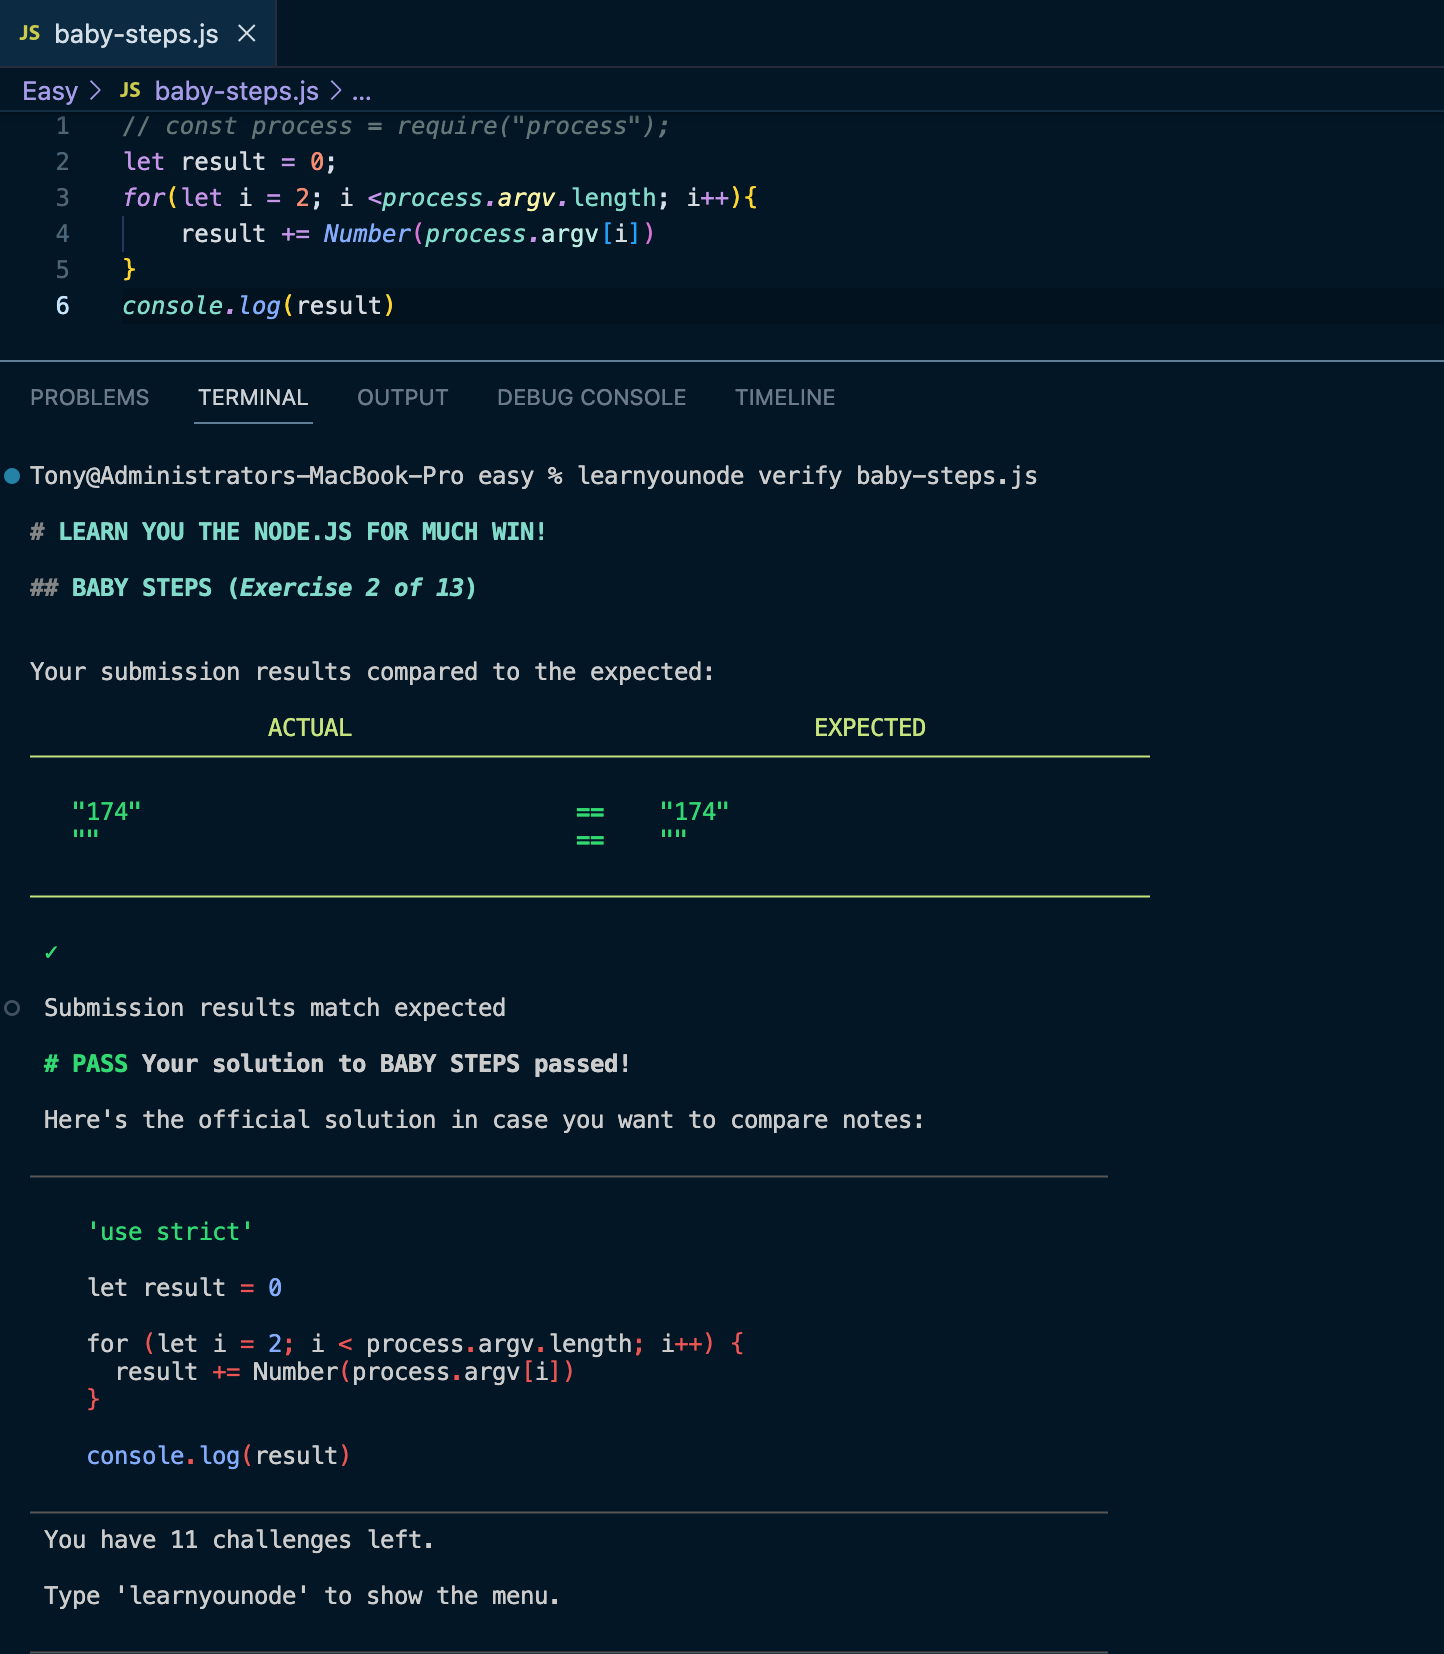 JS baby-steps.js ×
Easy > JS baby-steps.js > ...
1 // const process = require("process");
2 let result = 0;
3 for(let i = 2; i <process.argv.length; i++){
4     result += Number(process.argv[i])
5 }
6 console.log(result)
PROBLEMS TERMINAL OUTPUT DEBUG CONSOLE TIMELINE
Tony@Administrators-MacBook-Pro easy % learnyounode verify baby-steps.js
# LEARN YOU THE NODE.JS FOR MUCH WIN!
## BABY STEPS (Exercise 2 of 13)
Your submission results compared to the expected:
ACTUAL EXPECTED
"174" == "174"
"" == ""
✓
Submission results match expected
# PASS Your solution to BABY STEPS passed!
Here's the official solution in case you want to compare notes:
'use strict'
let result = 0
for (let i = 2; i < process.argv.length; i++) {
  result += Number(process.argv[i])
}
console.log(result)
You have 11 challenges left.
Type 'learnyounode' to show the menu.